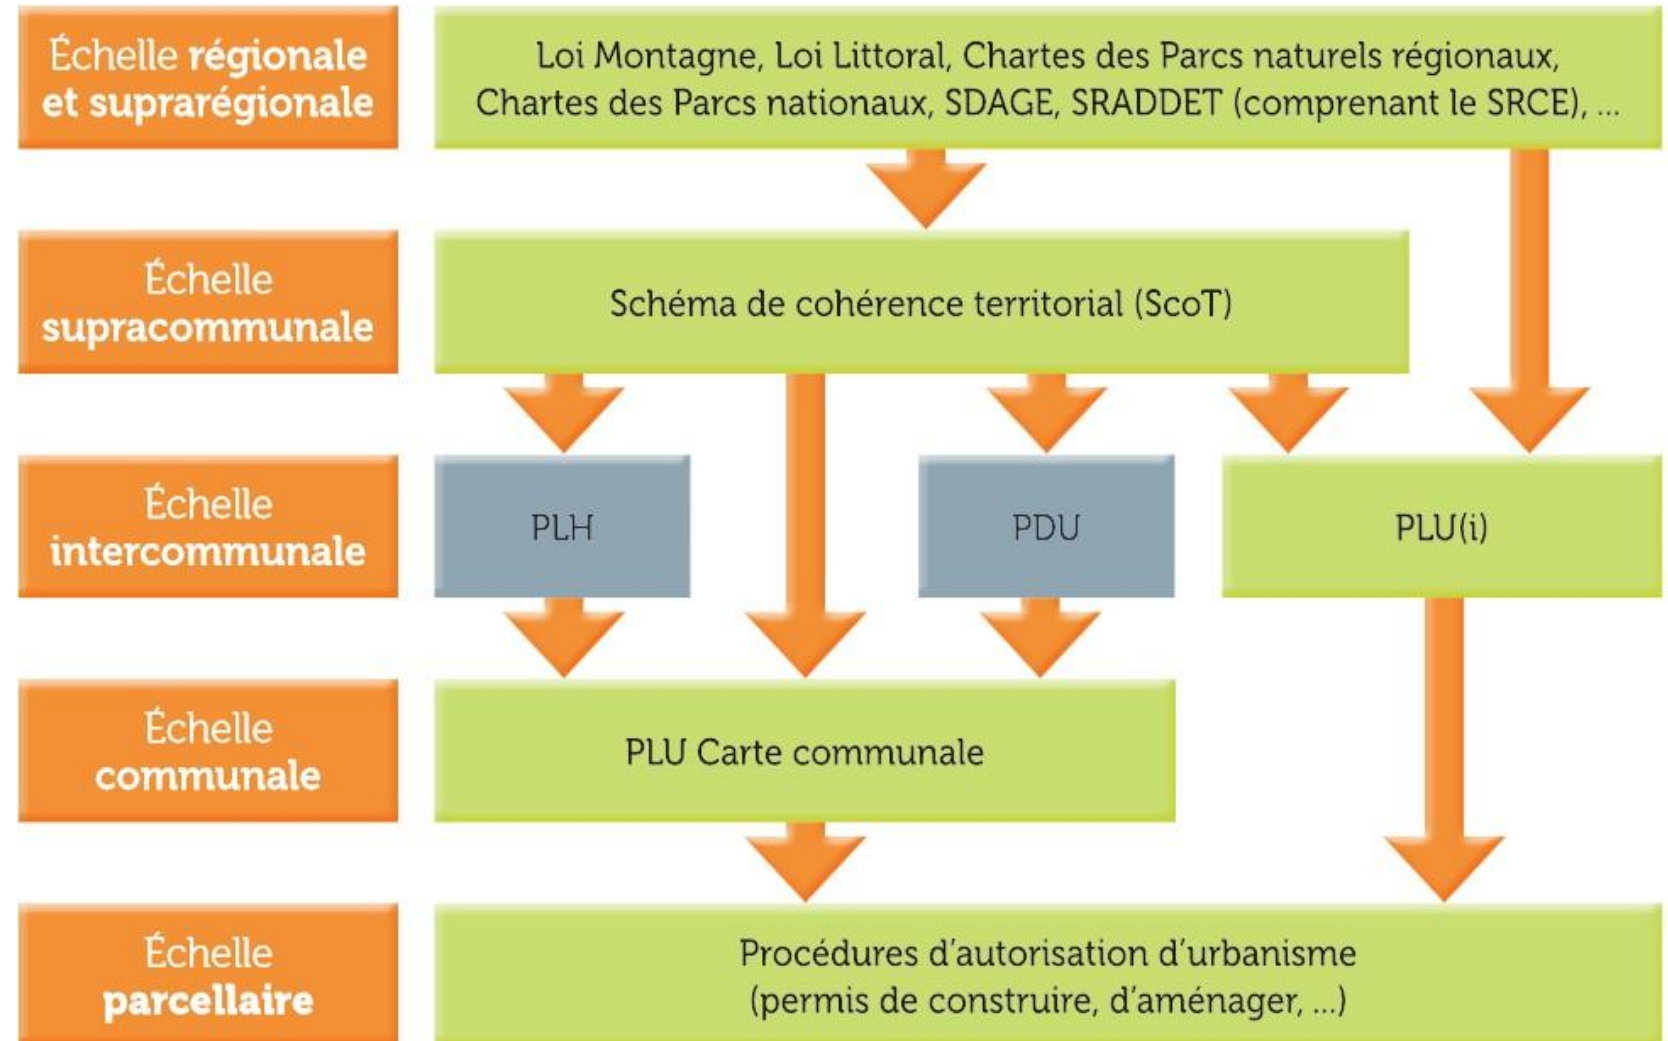 Échelle régionale
et suprarégionale
Loi Montagne, Loi Littoral, Chartes des Parcs naturels régionaux,
Chartes des Parcs nationaux, SDAGE, SRADDET (comprenant le SRCE), ...
Échelle
supracommunale
Schéma de cohérence territorial (ScoT)
Échelle
intercommunale
PLH
PDU
PLU(i)
Échelle
communale
PLU Carte communale
Échelle
parcellaire
Procédures d'autorisation d'urbanisme
(permis de construire, d'aménager, ...)